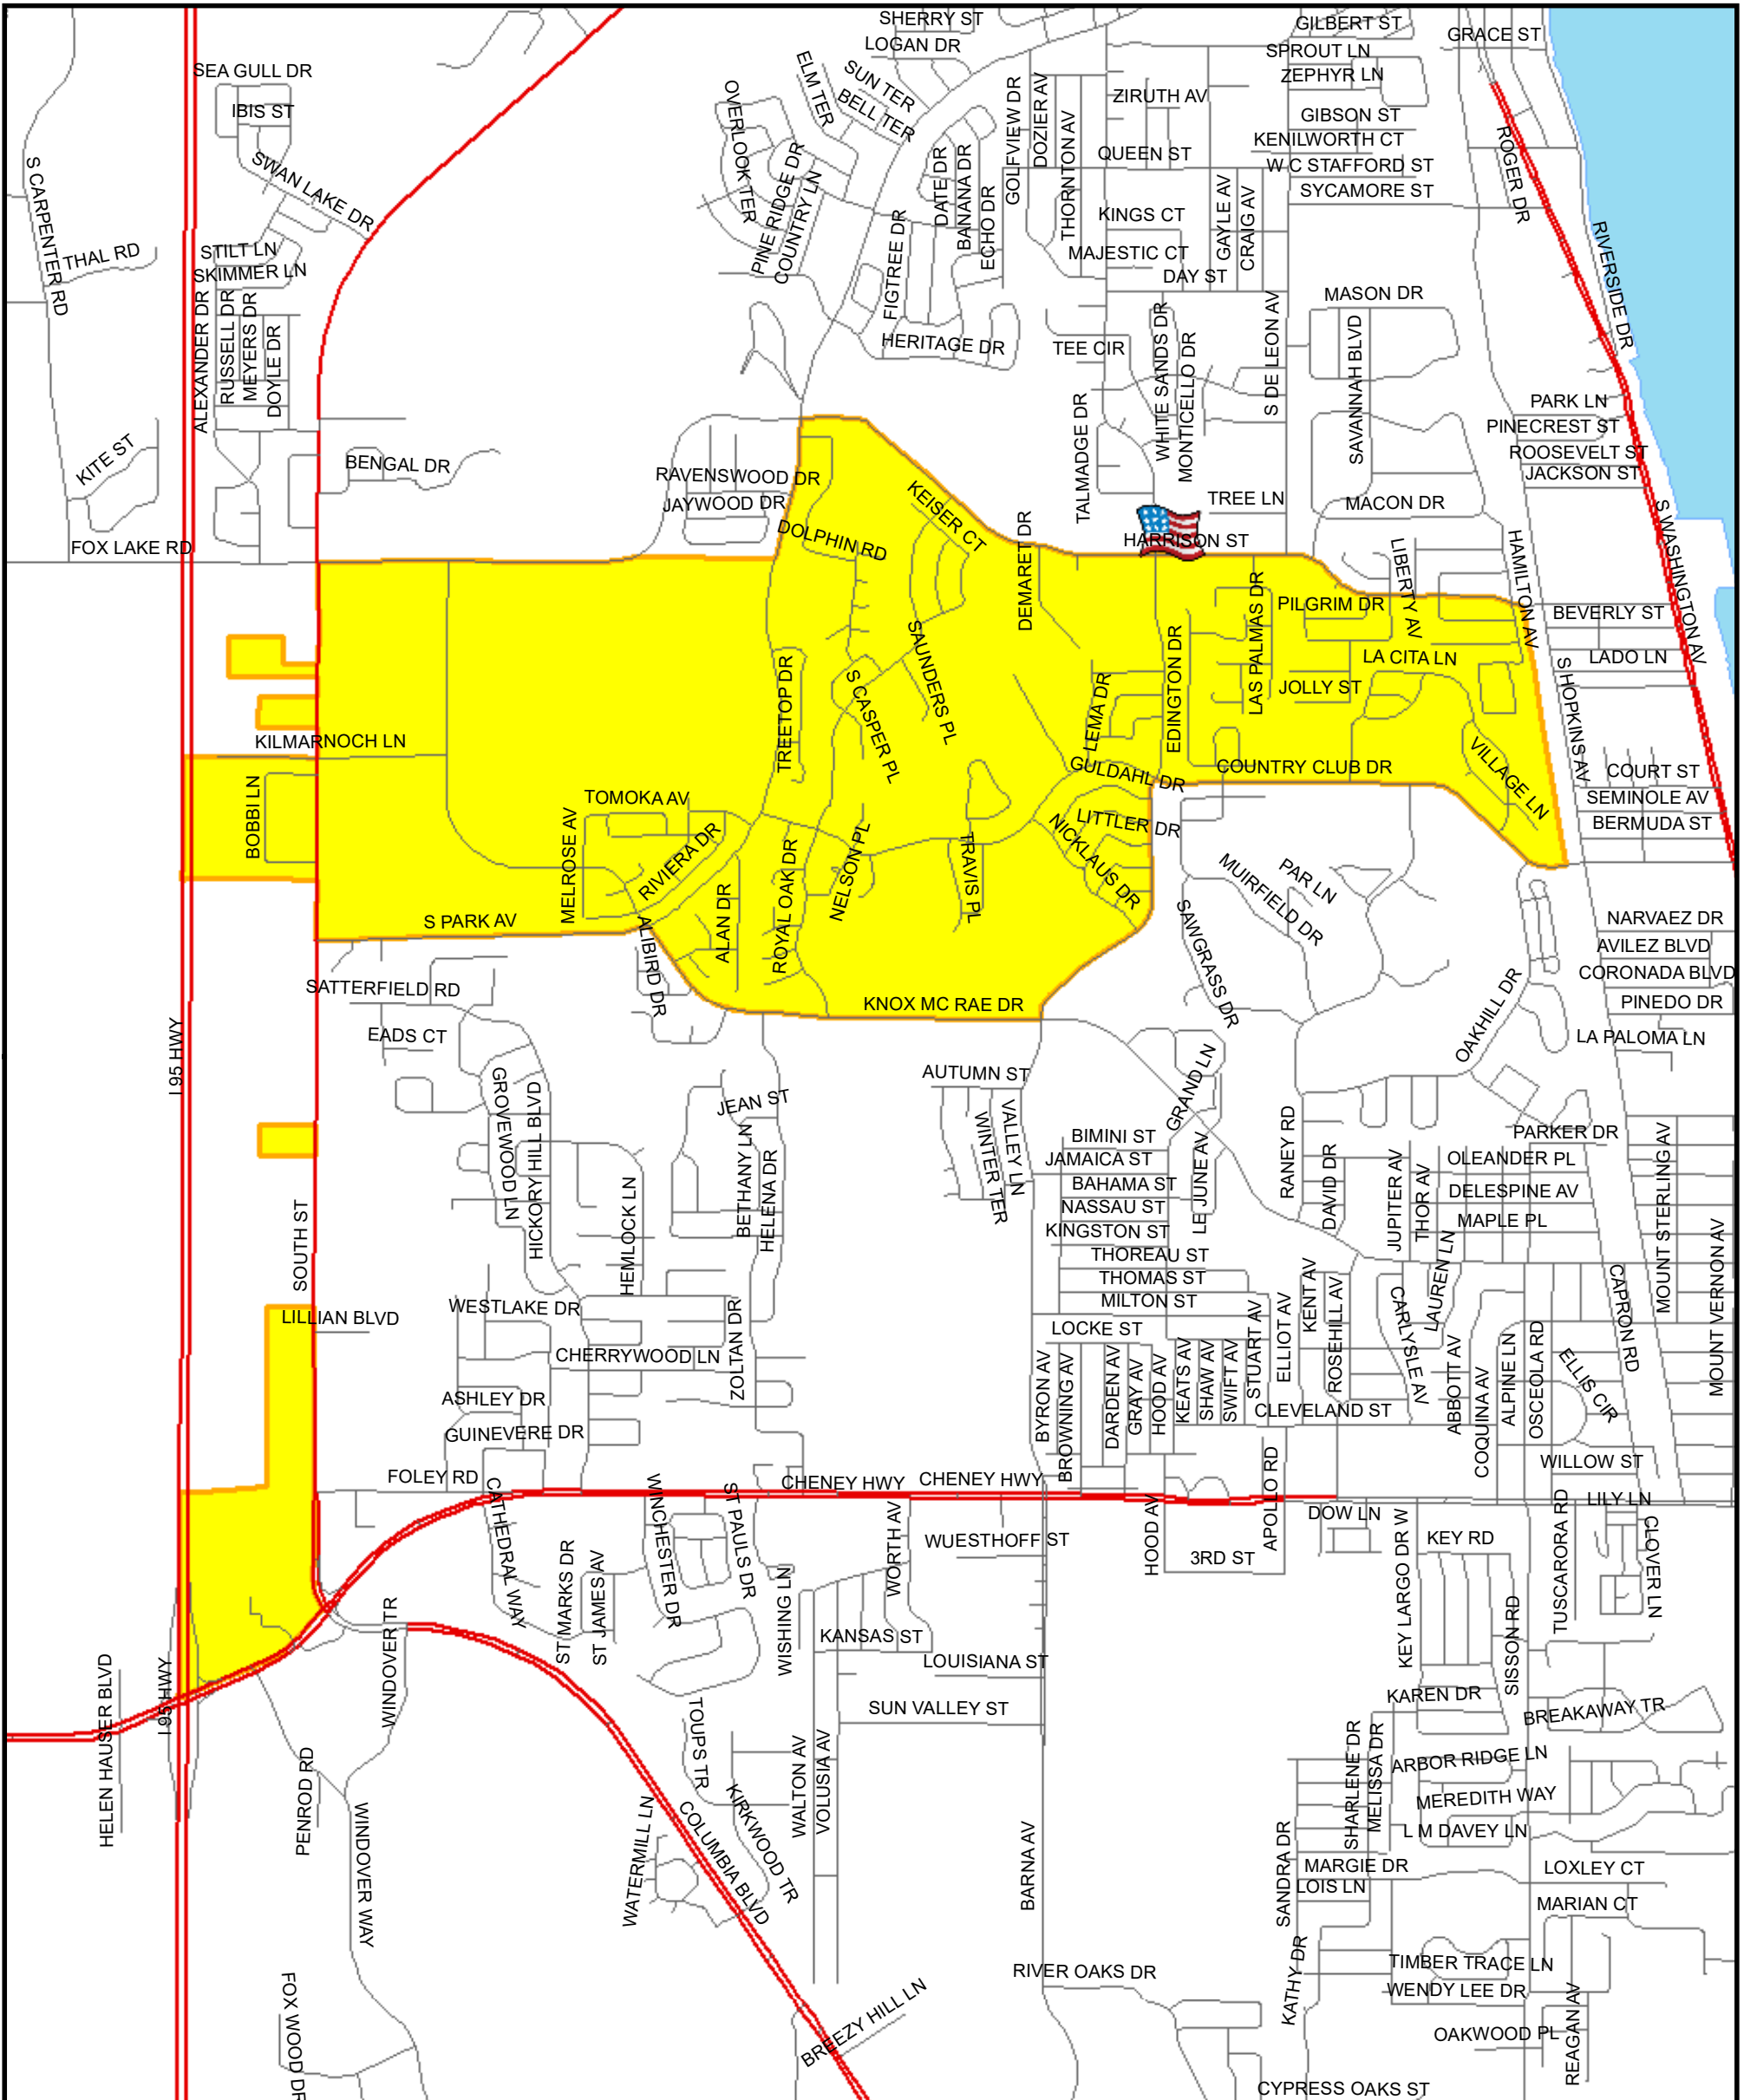 SHERRY ST
GILBERT ST
GRACE ST
LOGAN DR
SPROUT LN
SEA GULL DR
ELM TER
SUN TER
ZEPHYR LN
BELL TER
OVERLOOK TER
GOLFVIEW DR
DOZIER AV
ZIRUTH AV
IBIS ST
GIBSON ST
THORNTON AV
KENILWORTH CT
ROGER DR
SWAN LAKE DR
PINE RIDGE DR
COUNTRY LN
DATE DR
BANANA DR
QUEEN ST
W C STAFFORD ST
S CARPENTER RD
ECHO DR
GAYLE AV
CRAIG AV
SYCAMORE ST
KINGS CT
FIGTREE DR
RIVERSIDE DR
THAL RD
STILT LN
MAJESTIC CT
SKIMMER LN
DAY ST
MASON DR
ALEXANDER DR
RUSSELL DR
MEYERS DR
DOYLE DR
HERITAGE DR
TEE CIR
WHITE SANDS DR
MONTICELLO DR
S DE LEON AV
SAVANNAH BLVD
PARK LN
TALMADGE DR
PINECREST ST
KITE ST
BENGAL DR
RAVENSWOOD DR
ROOSEVELT ST
JACKSON ST
JAYWOOD DR
KEISER CT
TREE LN
MACON DR
S WASHINGTON AV
FOX LAKE RD
DOLPHIN RD
DEMARET DR
HARRISON ST
LIBERTY AV
HAMILTON AV
LAS PALMAS DR
PILGRIM DR
BEVERLY ST
SAUNDERS PL
EDINGTON DR
LA CITA LN
LADO LN
TREETOP DR
S CASPER PL
LEMA DR
JOLLY ST
S HOPKINS AV
KILMARNOCH LN
GULDAHL DR
COUNTRY CLUB DR
VILLAGE LN
COURT ST
BOBBI LN
TOMOKA AV
SEMINOLE AV
MELROSE AV
RIVIERA DR
NICKLAUS DR
LITTLER DR
BERMUDA ST
ROYAL OAK DR
NELSON PL
TRAVIS PL
MUIRFIELD DR
PAR LN
S PARK AV
ALAN DR
ALIBIRD DR
SAWGRASS DR
NARVAEZ DR
AVILEZ BLVD
SATTERFIELD RD
KNOX MC RAE DR
OAKHILL DR
CORONADA BLVD
PINEDO DR
I 95 HWY
EADS CT
LA PALOMA LN
GROVEWOOD LN
HICKORY HILL BLVD
JEAN ST
AUTUMN ST
GRAND LN
BETHANY LN
HELENA DR
WINTER TER
VALLEY LN
BIMINI ST
RANEY RD
PARKER DR
MOUNT STERLING AV
JAMAICA ST
LE JUNE AV
DAVID DR
JUPITER AV
THOR AV
OLEANDER PL
HEMLOCK LN
BAHAMA ST
DELESPINE AV
NASSAU ST
MAPLE PL
SOUTH ST
KINGSTON ST
LAUREN LN
MOUNT VERNON AV
THOREAU ST
KENT AV
CAPRON RD
THOMAS ST
ROSEHILL AV
CARLYSLE AV
WESTLAKE DR
ZOLTAN DR
MILTON ST
STUART AV
ELLIOT AV
LILLIAN BLVD
LOCKE ST
ABBOTT AV
COQUINA AV
ALPINE LN
OSCEOLA RD
ELLIS CIR
CHERRYWOOD LN
BYRON AV
BROWNING AV
DARDEN AV
GRAY AV
HOOD AV
KEATS AV
SHAW AV
SWIFT AV
ASHLEY DR
CLEVELAND ST
GUINEVERE DR
WILLOW ST
FOLEY RD
CHENEY HWY
CHENEY HWY
APOLLO RD
CATHEDRAL WAY
WINCHESTER DR
ST PAULS DR
WORTH AV
HOOD AV
DOW LN
KEY LARGO DR W
TUSCARORA RD
LILY LN
WUESTHOFF ST
KEY RD
CLOVER LN
3RD ST
ST MARKS DR
ST JAMES AV
WISHING LN
WINDOVER TR
KANSAS ST
SISSON RD
LOUISIANA ST
HELEN HAUSER BLVD
I 95 HWY
KAREN DR
SUN VALLEY ST
BREAKAWAY TR
TOUPS TR
PENROD RD
WALTON AV
VOLUSIA AV
SHARLENE DR
MELISSA DR
ARBOR RIDGE LN
KIRKWOOD TR
MEREDITH WAY
WINDOVER WAY
WATERMILL LN
COLUMBIA BLVD
BARNA AV
SANDRA DR
L M DAVEY LN
MARGIE DR
LOXLEY CT
LOIS LN
MARIAN CT
KATHY DR
TIMBER TRACE LN
RIVER OAKS DR
WENDY LEE DR
FOX WOOD DR
BREEZY HILL LN
OAKWOOD PL
REAGAN AV
CYPRESS OAKS ST